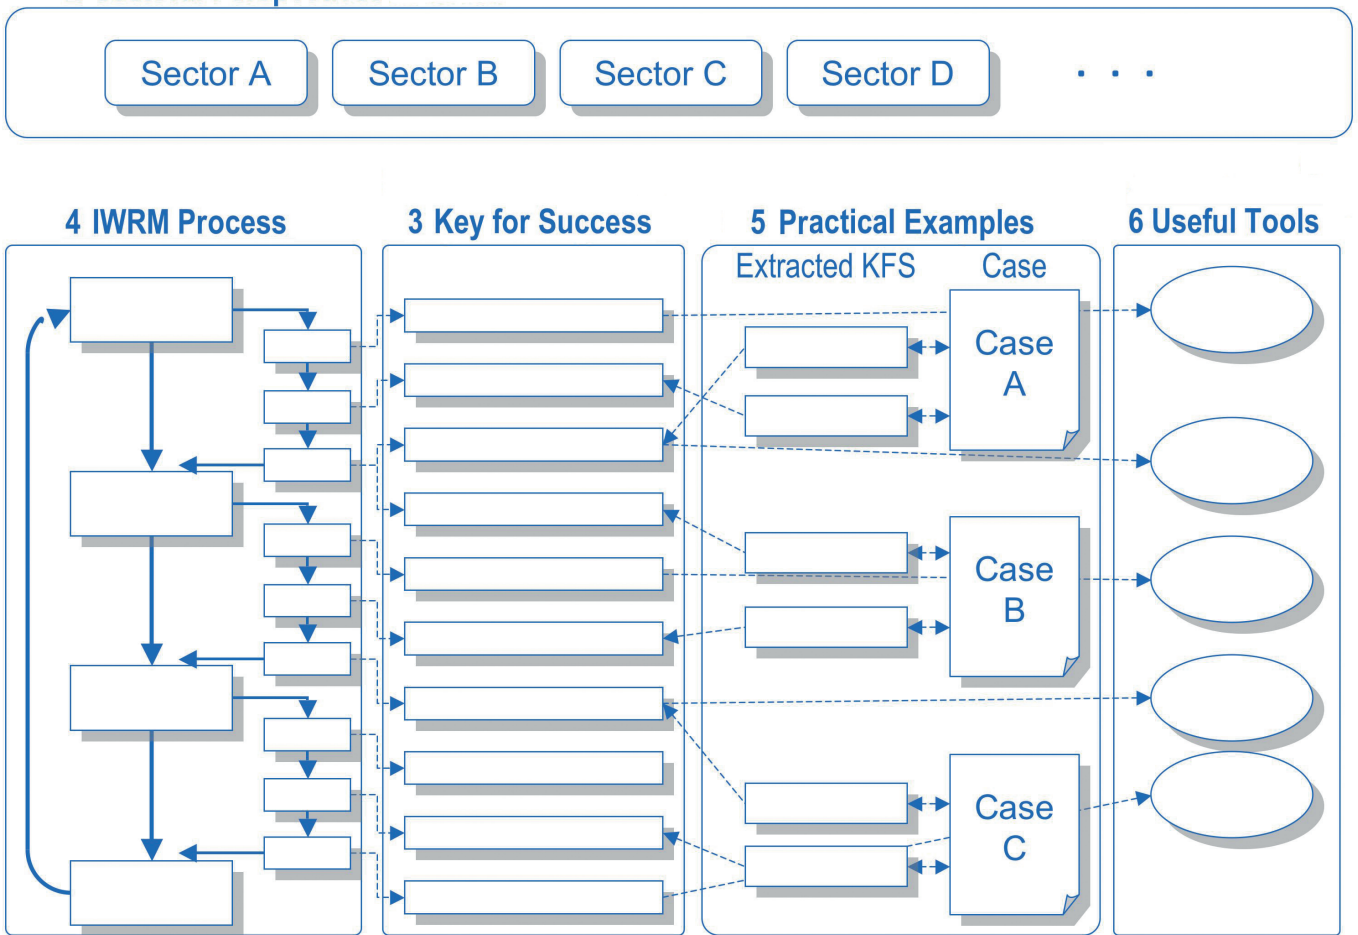 Sector A
Sector B
Sector C
Sector D
. . .
4 IWRM Process
3 Key for Success
5 Practical Examples
6 Useful Tools
Extracted KFS
Case
Case
A
Case
B
Case
C